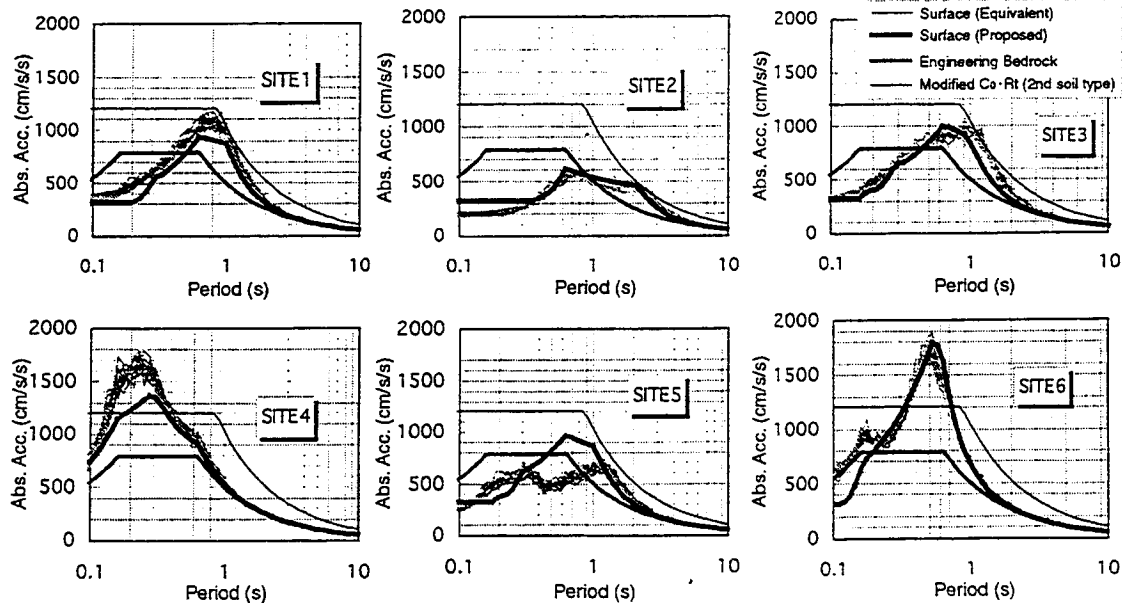 Surface (Equivalent)
Surface (Proposed)
Engineering Bedrock
Modified Co·Rt (2nd soil type)
Abs. Acc. (cm/s/s)
2000
1500
1000
500
0
SITE1
0.1
1
10
Period (s)
Abs. Acc. (cm/s/s)
2000
1500
1000
500
0
SITE2
0.1
1
10
Period (s)
Abs. Acc. (cm/s/s)
2000
1500
1000
500
0
SITE3
0.1
1
10
Period (s)
Abs. Acc. (cm/s/s)
2000
1500
1000
500
0
SITE4
0.1
1
10
Period (s)
Abs. Acc. (cm/s/s)
2000
1500
1000
500
0
SITE5
0.1
1
10
Period (s)
Abs. Acc. (cm/s/s)
2000
1500
1000
500
0
SITE6
0.1
1
10
Period (s)